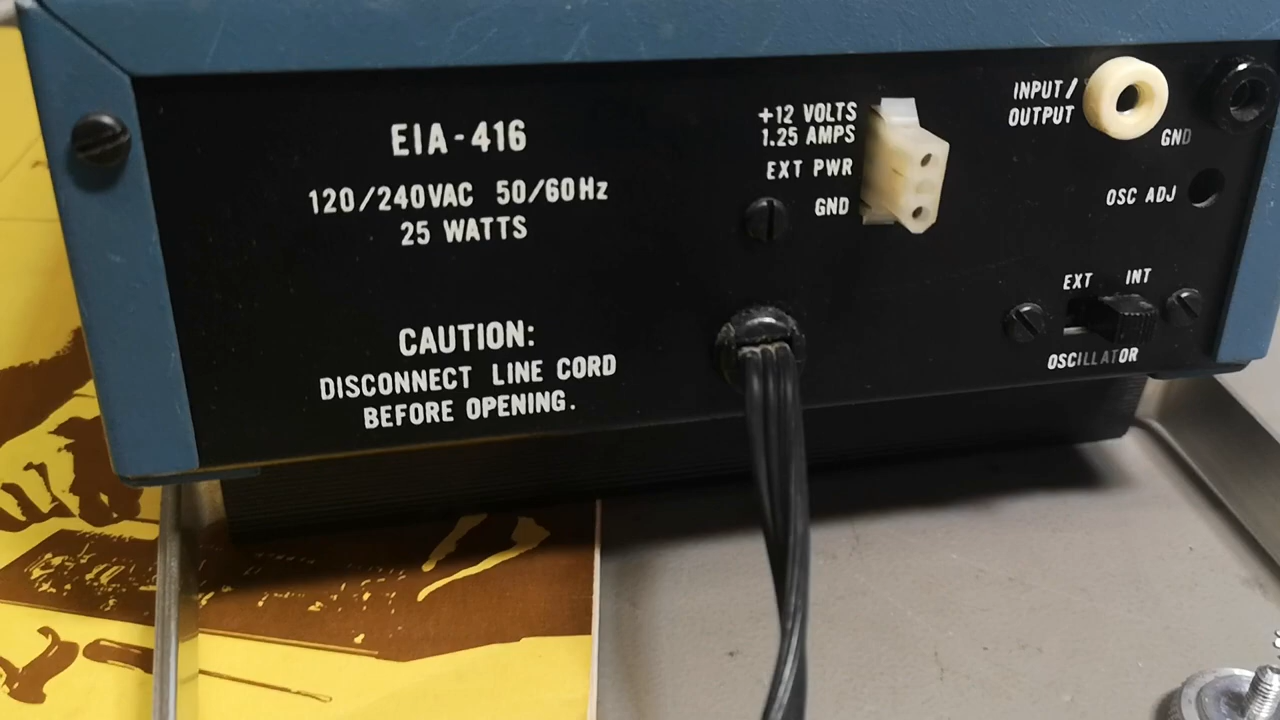 EIA-416
120/240VAC 50/60Hz
25 WATTS
CAUTION:
DISCONNECT LINE CORD
BEFORE OPENING.
+12 VOLTS
1.25 AMPS
EXT PWR
GND
INPUT/
OUTPUT
GND
OSC ADJ
EXT INT
OSCILLATOR